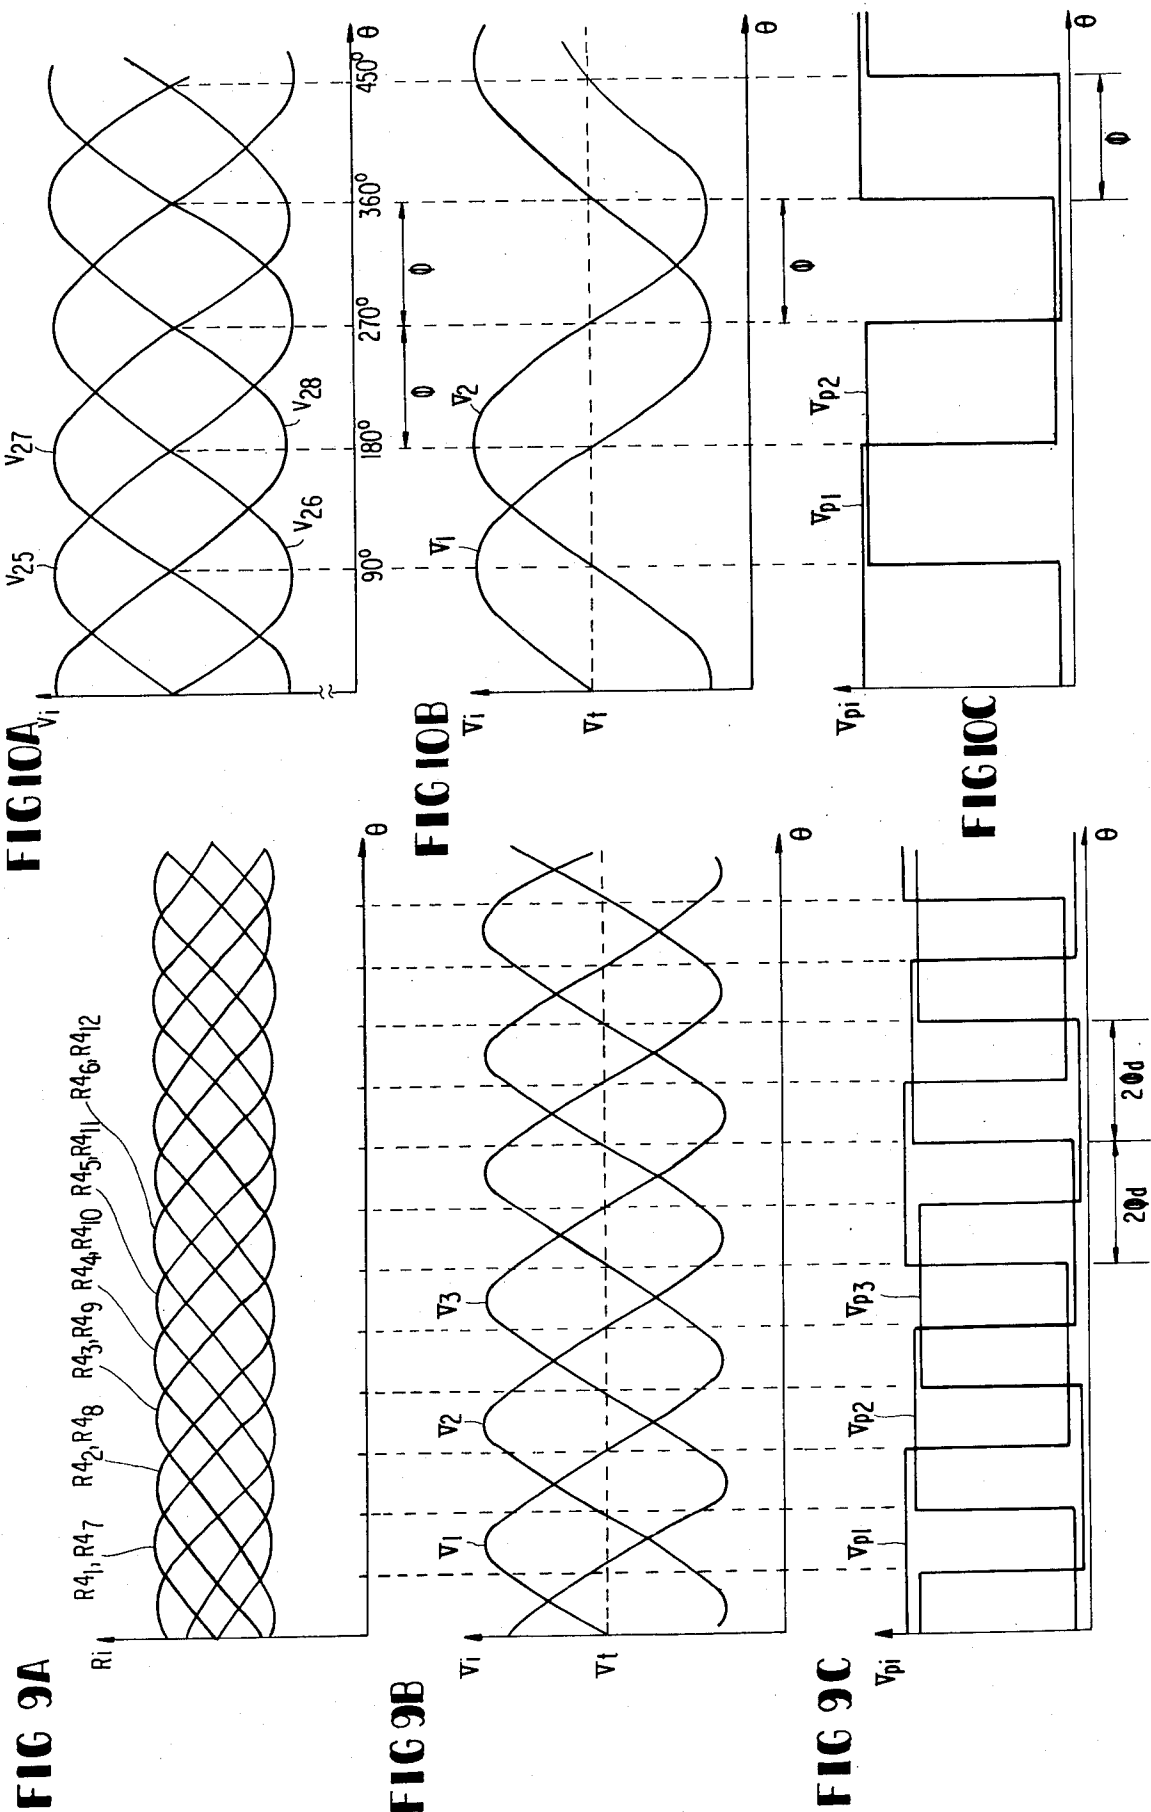 FIG 9A
Ri
R4₁, R4₇
R4₂, R4₈
R4₃, R4₉
R4₄, R4₁₀
R4₅, R4₁₁
R4₆, R4₁₂
θ
FIG 9B
Vi
Vt
V1
V2
V3
θ
FIG 9C
Vpi
Vp1
Vp2
Vp3
2Φd
2Φd
θ
FIG 10A
Vi
V25
V27
V26
V28
90°
180°
270°
360°
450°
θ
Φ
Φ
FIG 10B
Vi
Vt
V1
V2
θ
Φ
FIG 10C
Vpi
Vp1
Vp2
θ
Φ